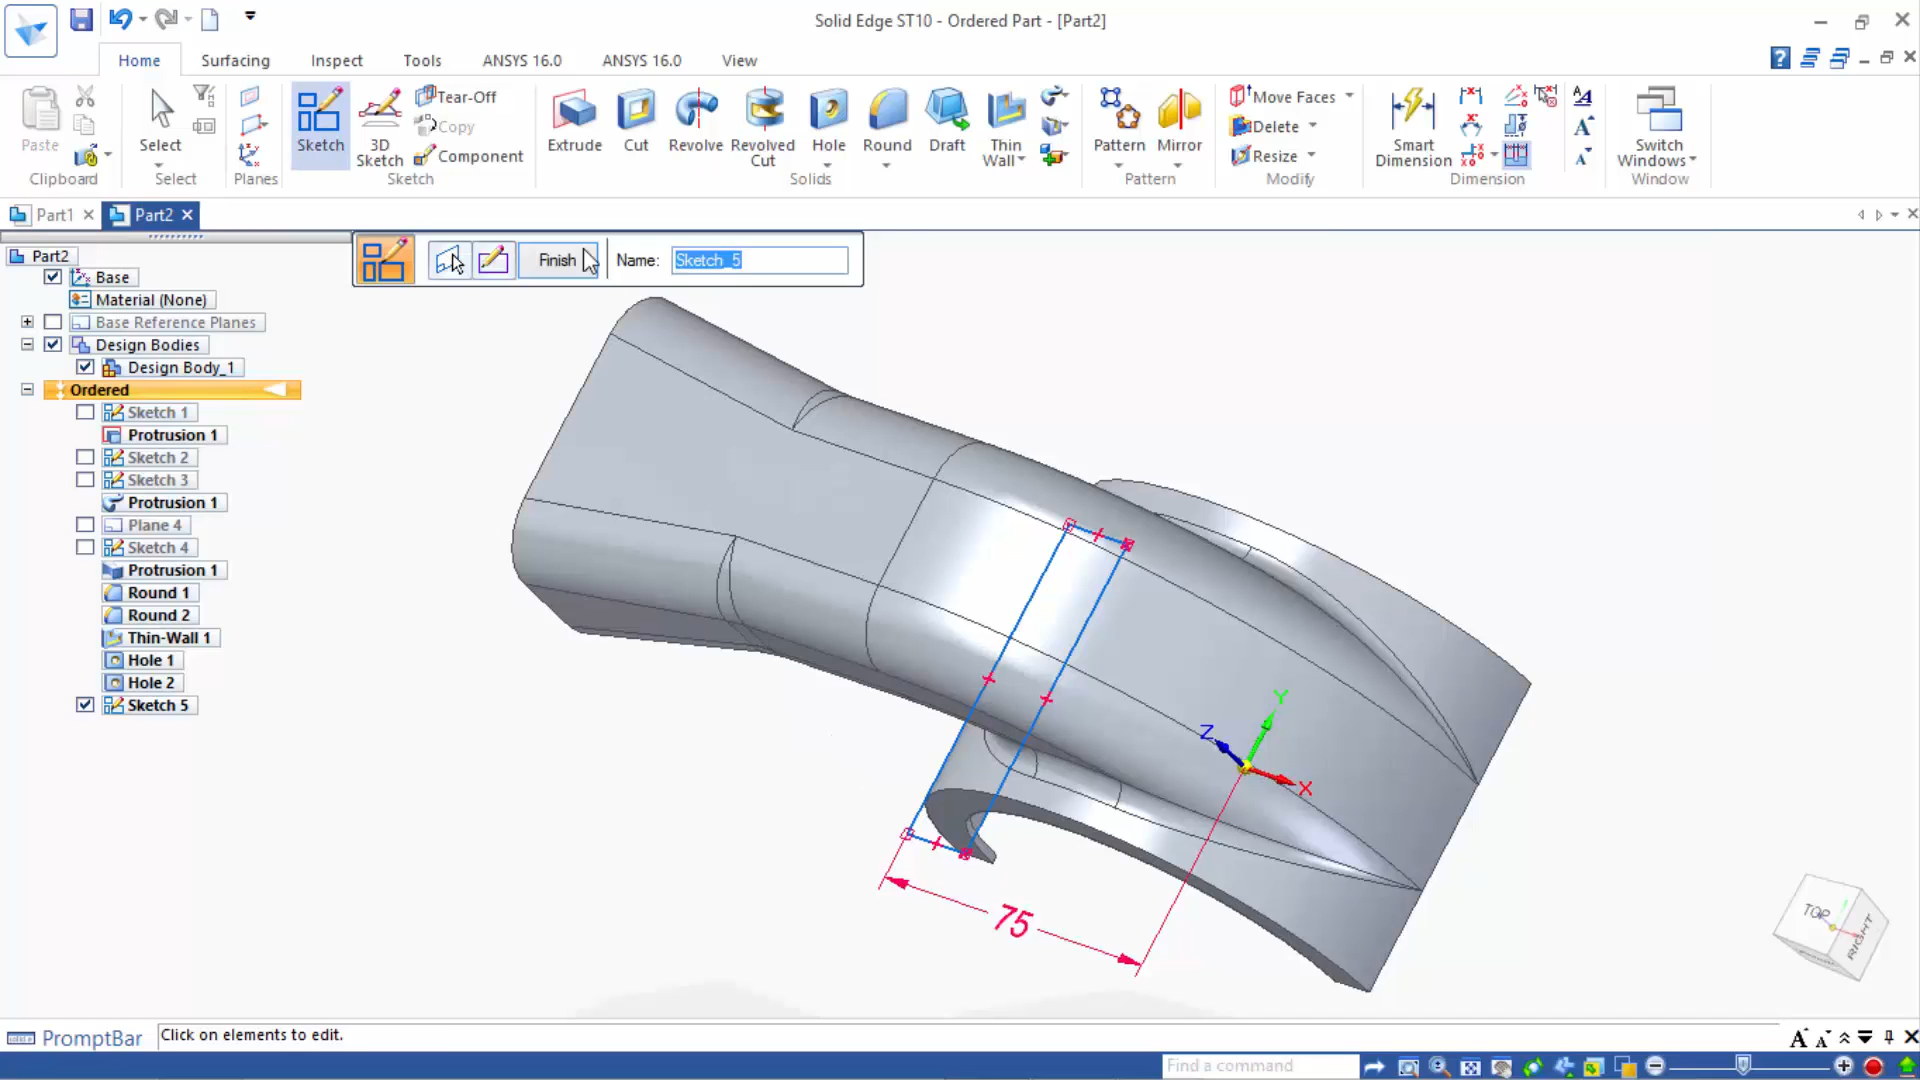 Solid Edge ST10 - Ordered Part - [Part2]
Home Surfacing Inspect Tools ANSYS 16.0 ANSYS 16.0 View
Paste
Clipboard
Select
Select
Planes
Sketch
3D Sketch
Tear-Off
Copy
Component
Sketch
Extrude
Cut
Revolve
Revolved Cut
Hole
Round
Draft
Thin Wall
Solids
Pattern
Mirror
Pattern
Move Faces
Delete
Resize
Modify
Smart Dimension
Dimension
Switch Windows
Window
Part1 Part2
Finish Name: Sketch_5
Part2
Base
Material (None)
Base Reference Planes
Design Bodies
Design Body_1
Ordered
Sketch 1
Protrusion 1
Sketch 2
Sketch 3
Protrusion 1
Plane 4
Sketch 4
Protrusion 1
Round 1
Round 2
Thin-Wall 1
Hole 1
Hole 2
Sketch 5
Y
Z
X
75
TOP
RIGHT
PromptBar Click on elements to edit.
Find a command